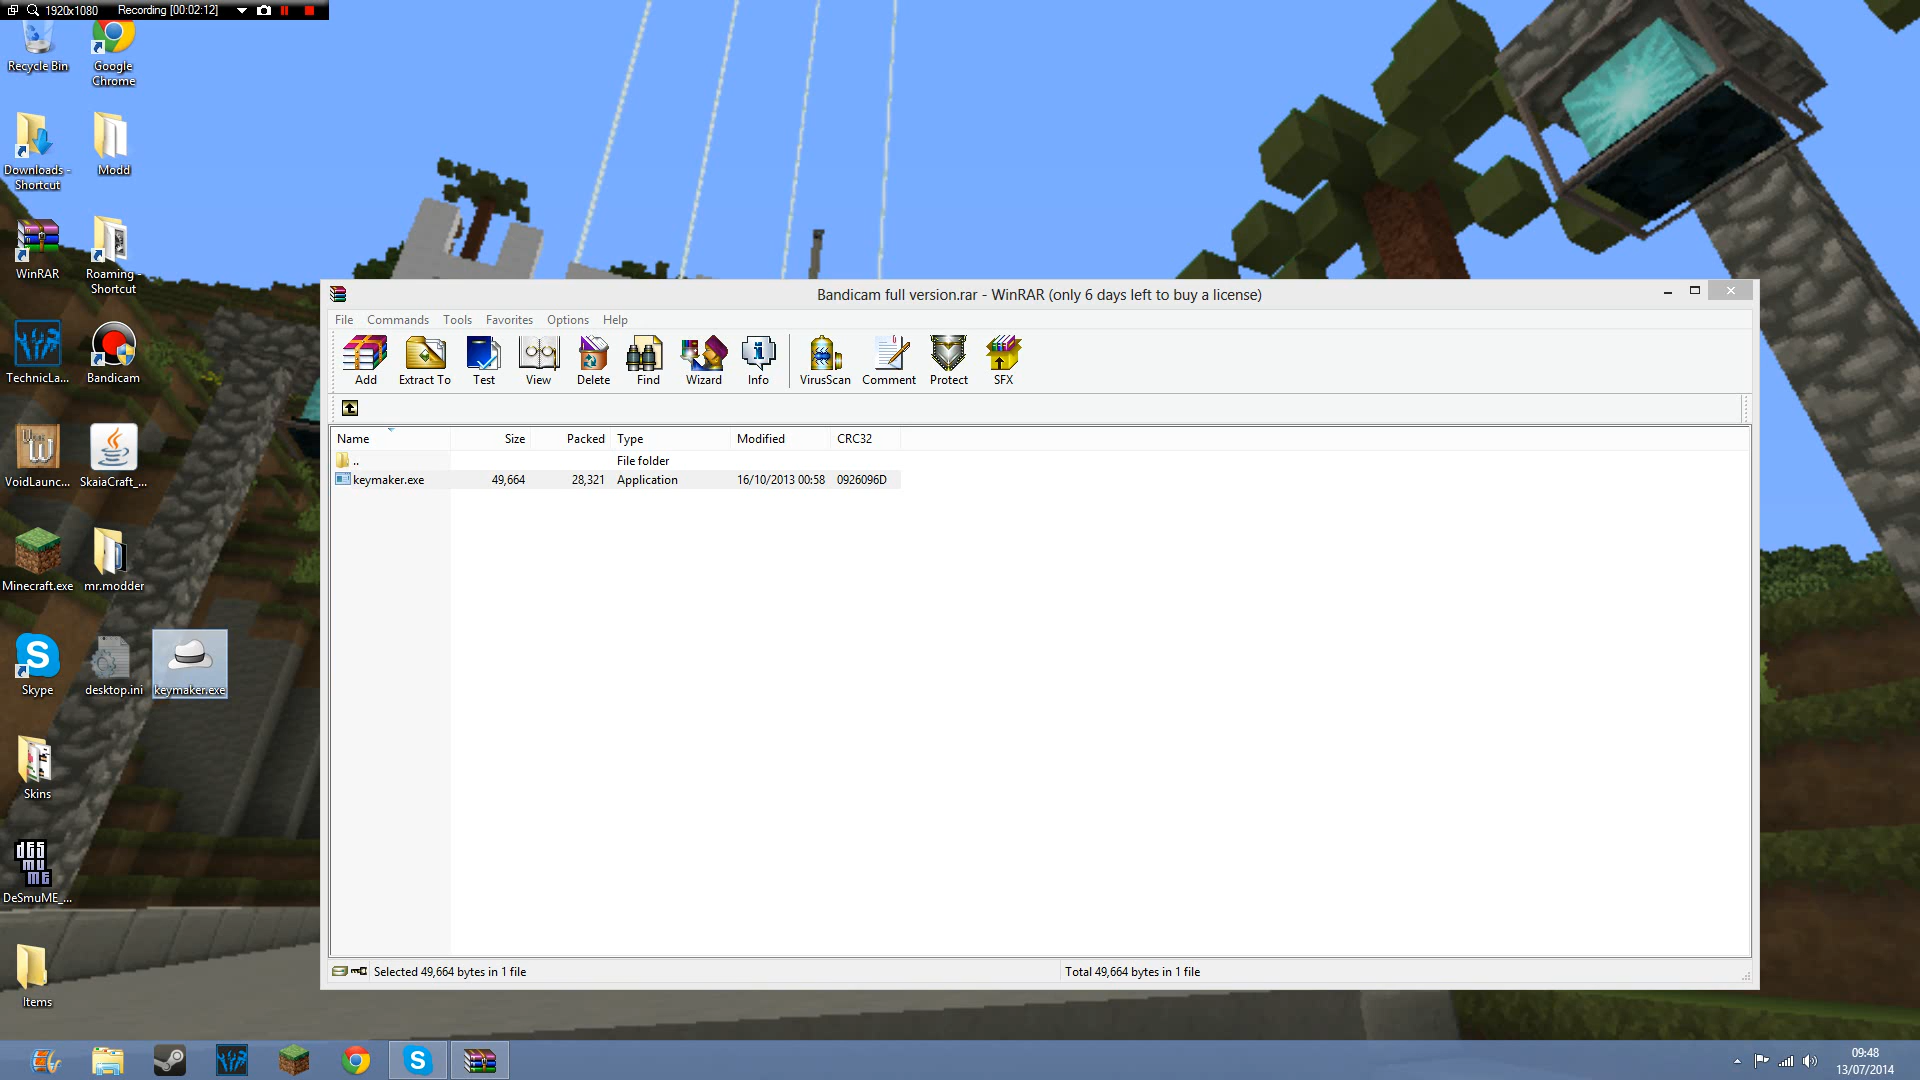 1920x1080 Recording [00:02:12]
Recycle Bin
Google Chrome
Downloads - Shortcut
Modd
WinRAR
Roaming - Shortcut
TechnicLa...
Bandicam
VoidLaunc...
SkaiaCraft_...
Minecraft.exe
mr.modder
Skype
desktop.ini
keymaker.exe
Skins
DESMUME
DeSmuME_...
Items
Bandicam full version.rar - WinRAR (only 6 days left to buy a license)
File Commands Tools Favorites Options Help
Add Extract To Test View Delete Find Wizard Info VirusScan Comment Protect SFX
Name Size Packed Type Modified CRC32
.. File folder
keymaker.exe 49,664 28,321 Application 16/10/2013 00:58 0926096D
Selected 49,664 bytes in 1 file
Total 49,664 bytes in 1 file
09:48
13/07/2014